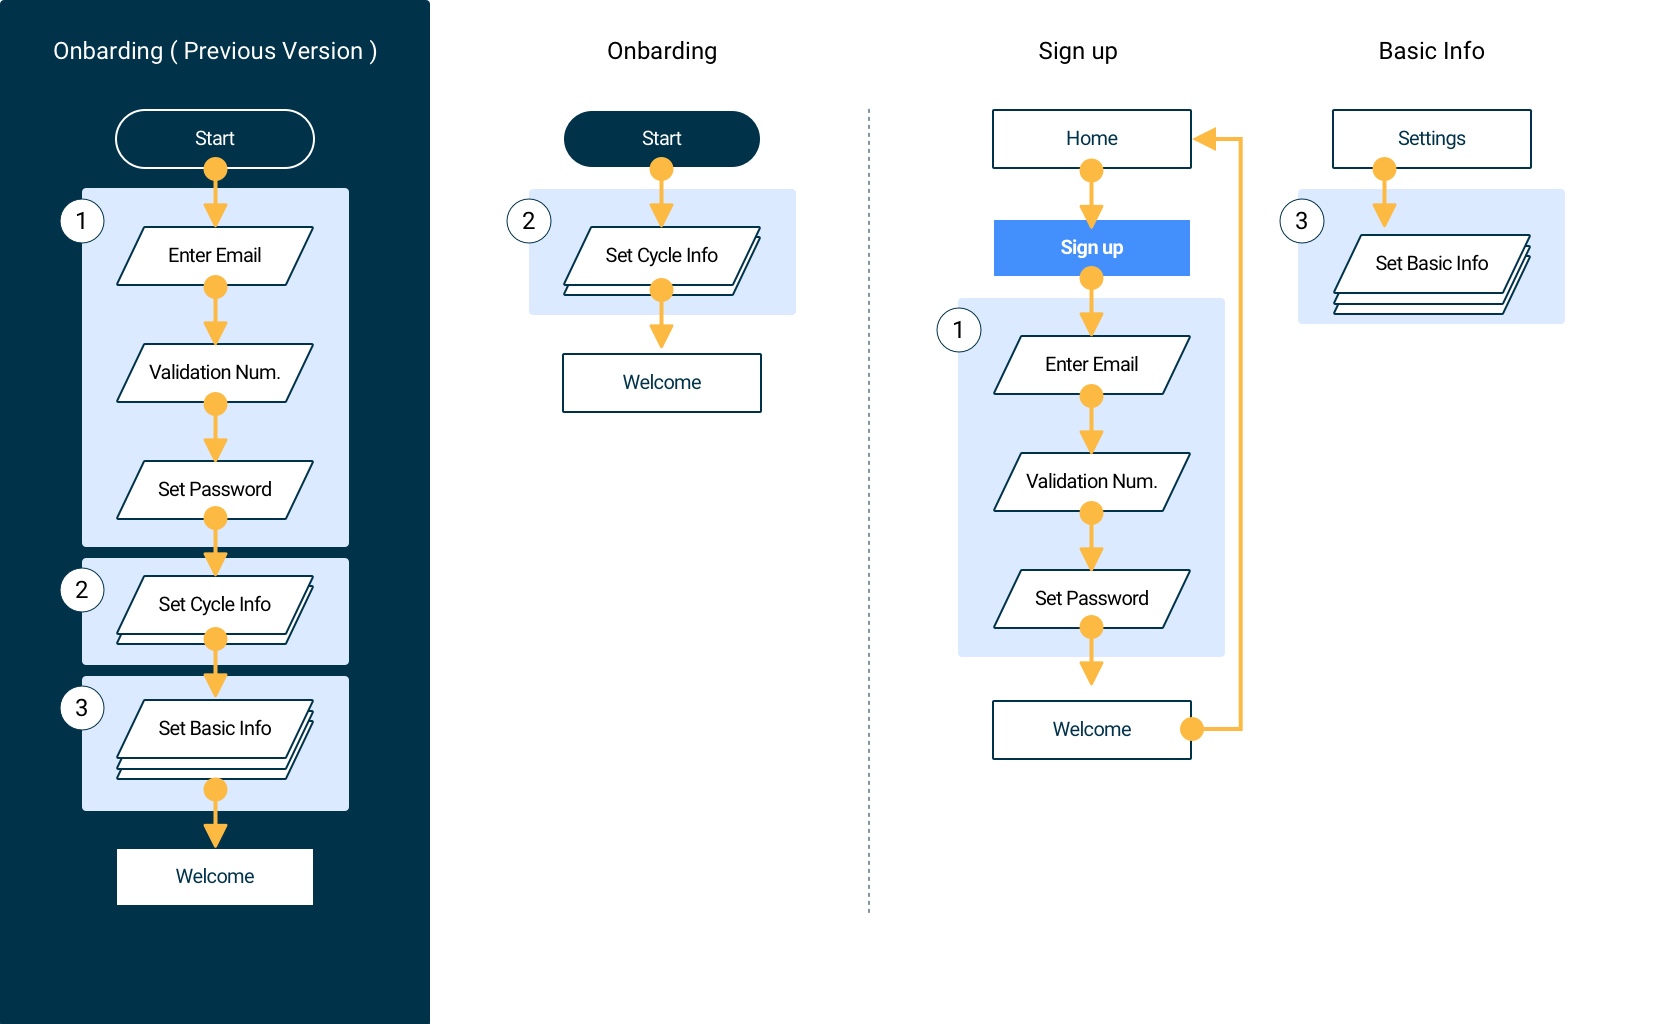 Onbarding ( Previous Version )
Start
1
Enter Email
Validation Num.
Set Password
2
Set Cycle Info
3
Set Basic Info
Welcome
Onbarding
Start
2
Set Cycle Info
Welcome
Sign up
Home
Sign up
1
Enter Email
Validation Num.
Set Password
Welcome
Basic Info
Settings
3
Set Basic Info